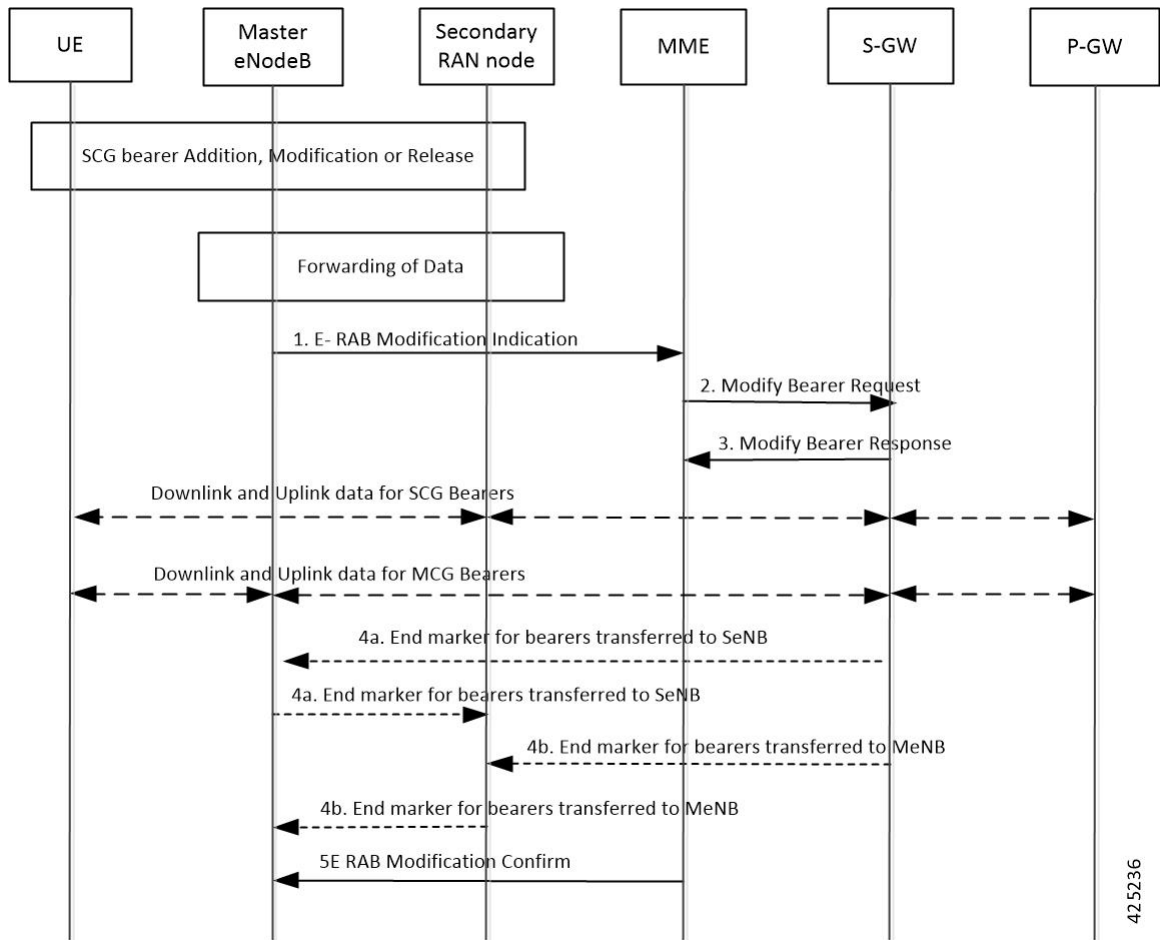 UE
Master
eNodeB
Secondary
RAN node
MME
S-GW
P-GW
SCG bearer Addition, Modification or Release
Forwarding of Data
1. E- RAB Modification Indication
2. Modify Bearer Request
3. Modify Bearer Response
Downlink and Uplink data for SCG Bearers
Downlink and Uplink data for MCG Bearers
4a. End marker for bearers transferred to SeNB
4a. End marker for bearers transferred to SeNB
4b. End marker for bearers transferred to MeNB
4b. End marker for bearers transferred to MeNB
5E RAB Modification Confirm
425236